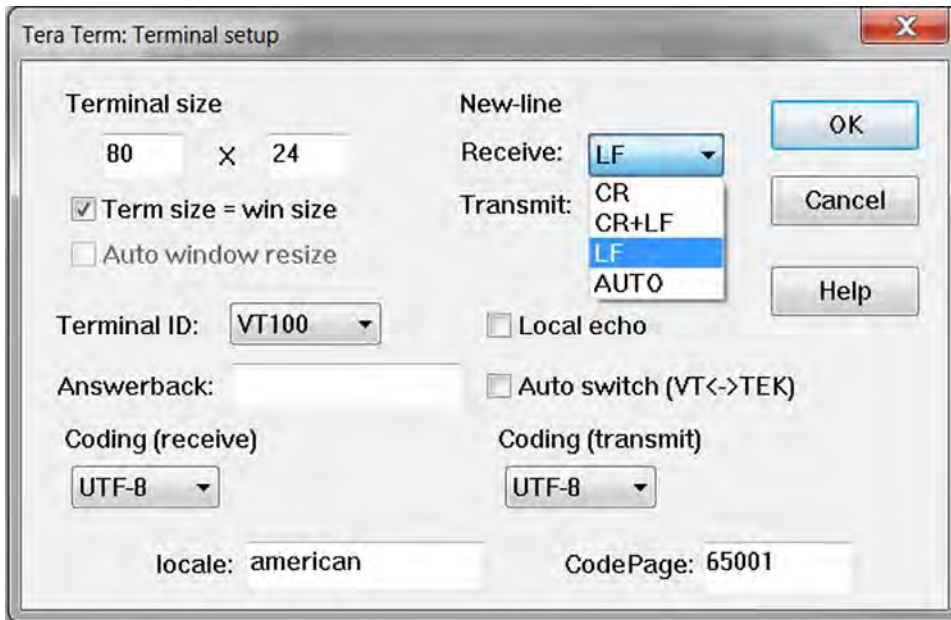 Tera Term: Terminal setup
X
Terminal size
80 X 24
Term size = win size
Auto window resize
New-line
Receive: LF
CR
CR+LF
LF
AUTO
Transmit:
OK
Cancel
Help
Terminal ID: VT100
Local echo
Answerback:
Auto switch (VT<->TEK)
Coding (receive)
UTF-8
Coding (transmit)
UTF-8
locale: american
CodePage: 65001